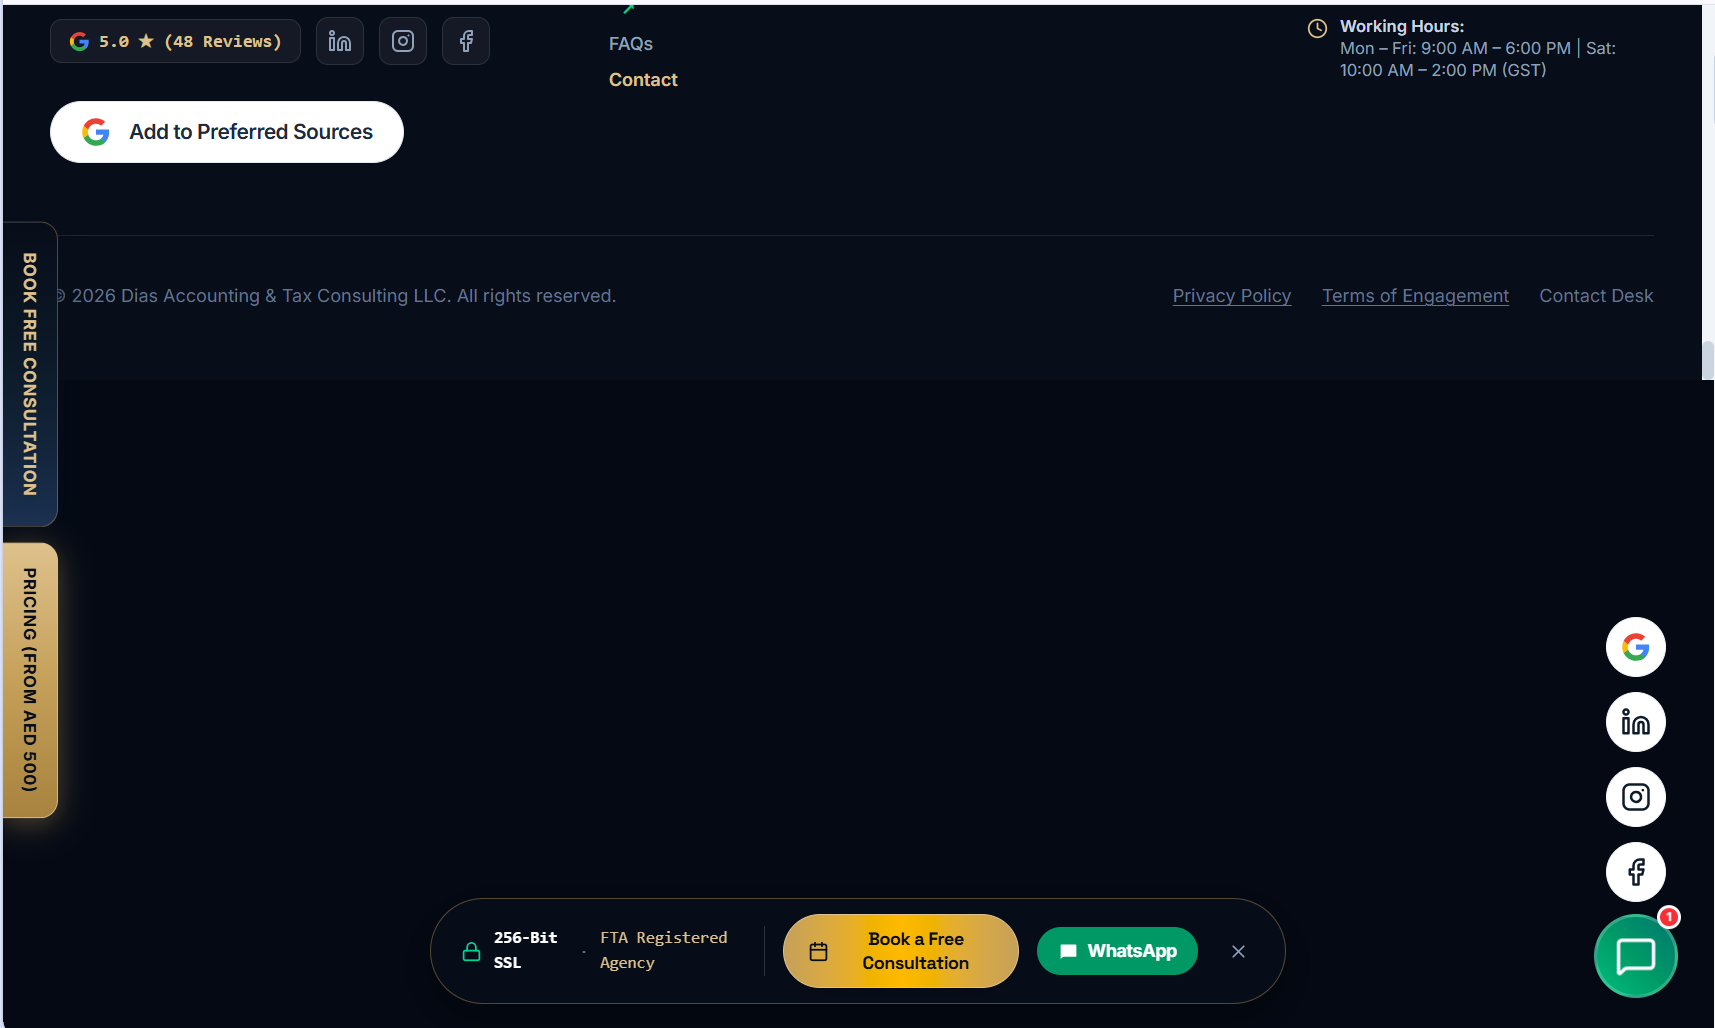 5.0 ★ (48 Reviews)
FAQs
Contact
Working Hours:
Mon – Fri: 9:00 AM – 6:00 PM | Sat:
10:00 AM – 2:00 PM (GST)
Add to Preferred Sources
BOOK FREE CONSULTATION
© 2026 Dias Accounting & Tax Consulting LLC. All rights reserved.
Privacy Policy
Terms of Engagement
Contact Desk
PRICING (FROM AED 500)
256-Bit
SSL
·
FTA Registered
Agency
Book a Free
Consultation
WhatsApp
1